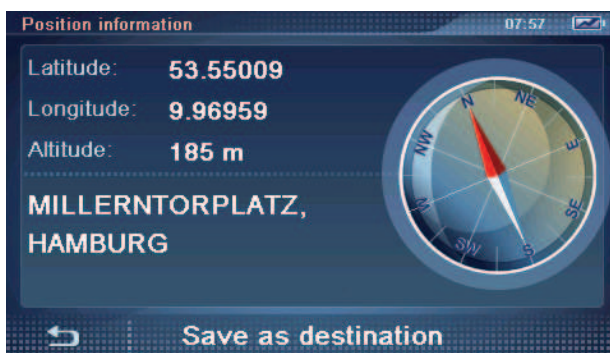 Position information 07:57
Latitude: 53.55009
Longitude: 9.96959
Altitude: 185 m
MILLERNTORPLATZ,
HAMBURG
N
NE
E
SE
S
SW
W
NW
Save as destination